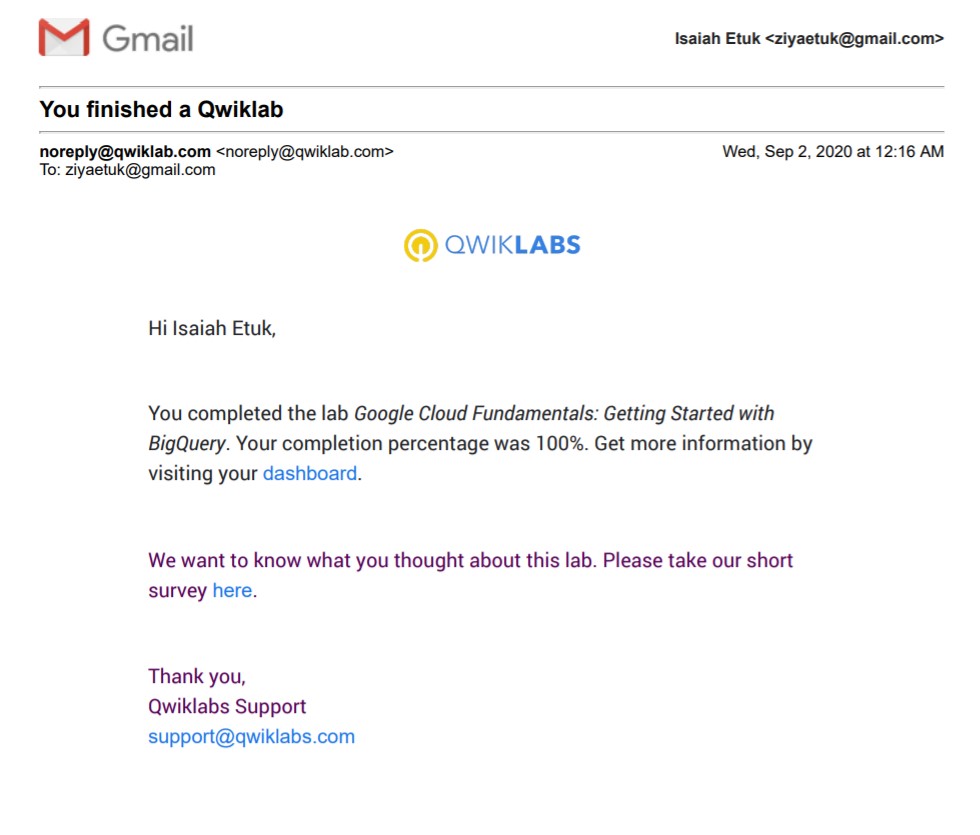 Gmail
Isaiah Etuk <ziyaetuk@gmail.com>
You finished a Qwiklab
noreply@qwiklab.com <noreply@qwiklab.com>
Wed, Sep 2, 2020 at 12:16 AM
To: ziyaetuk@gmail.com
QWIKLABS
Hi Isaiah Etuk,
You completed the lab Google Cloud Fundamentals: Getting Started with
BigQuery. Your completion percentage was 100%. Get more information by
visiting your dashboard.
We want to know what you thought about this lab. Please take our short
survey here.
Thank you,
Qwiklabs Support
support@qwiklabs.com